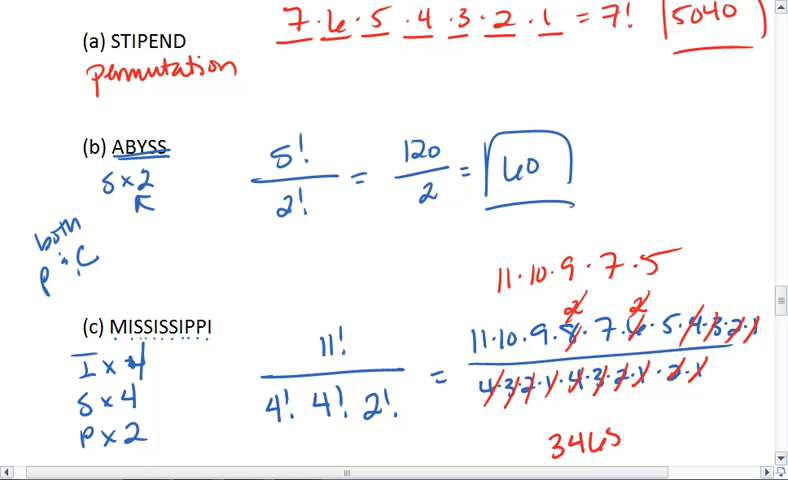 7 · 6 · 5 · 4 · 3 · 2 · 1 = 7! 5040
(a) STIPEND
permutation
(b) ABYSS
5! / 2! = 120 / 2 = 60
S x 2
both
P & C
11 · 10 · 9 · 7 · 5
2 2
(c) MISSISSIPPI
11! / 4! 4! 2! = 11 · 10 · 9 · 8 · 7 · 6 · 5 · 4 · 3 · 2 · 1 / 4 · 3 · 2 · 1 · 4 · 3 · 2 · 1 · 2 · 1
I x 4
S x 4
P x 2
3465